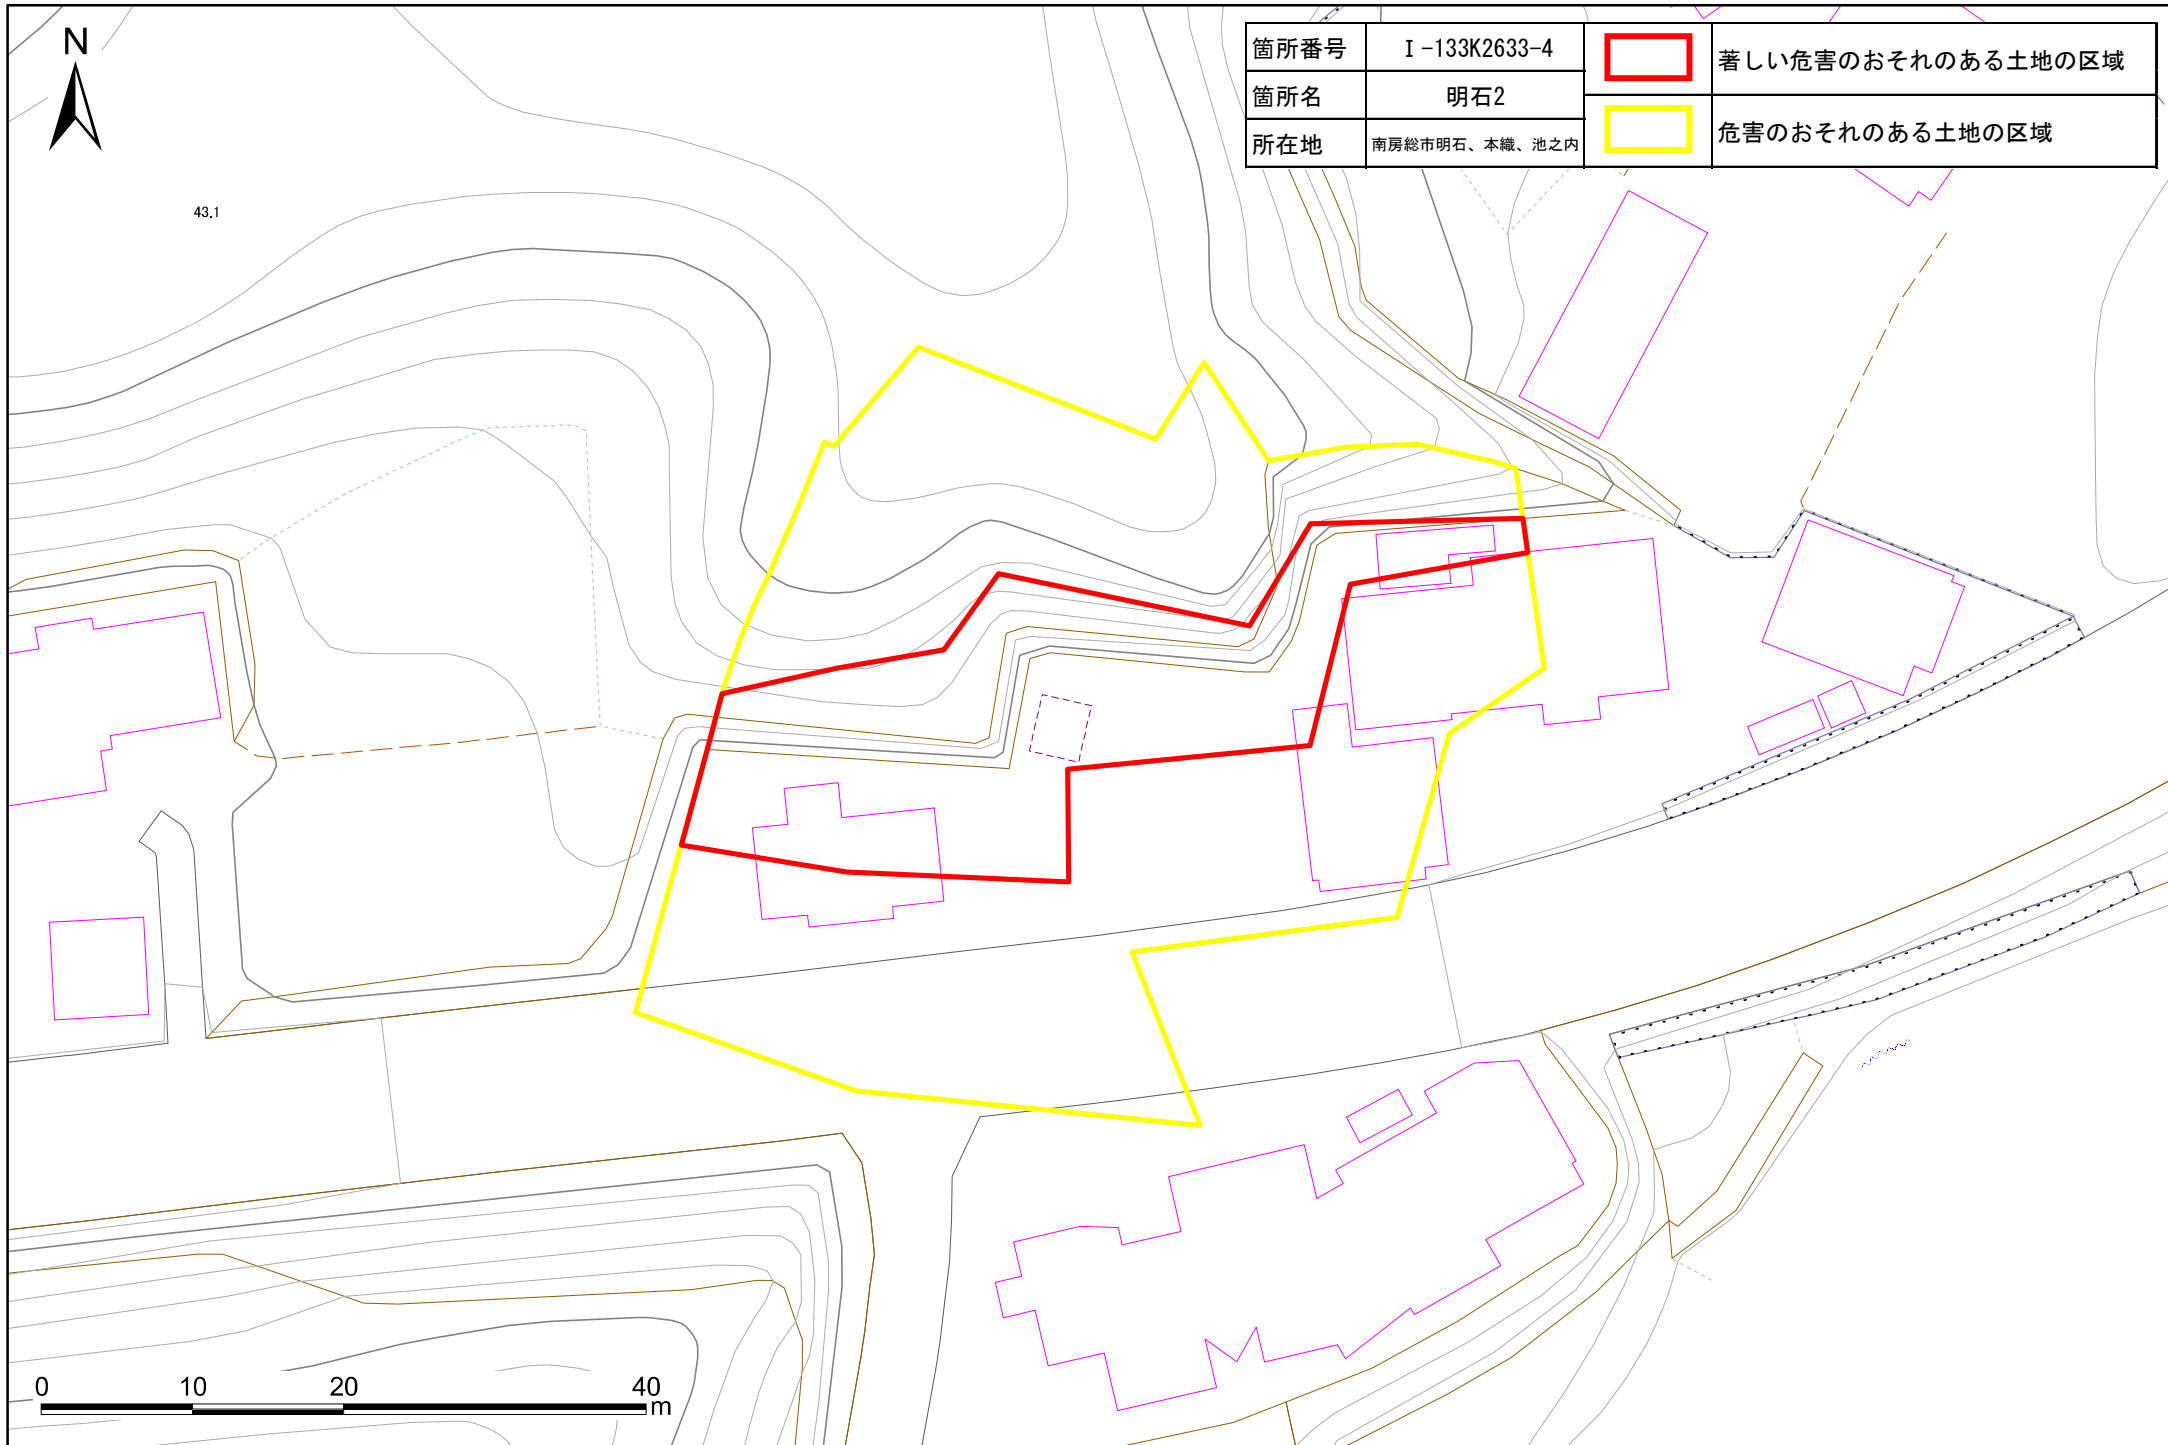 N
箇所番号 Ⅰ-133K2633-4
著しい危害のおそれのある土地の区域
箇所名 明石2
危害のおそれのある土地の区域
所在地 南房総市明石、本織、池之内
43.1
0 10 20 40
m